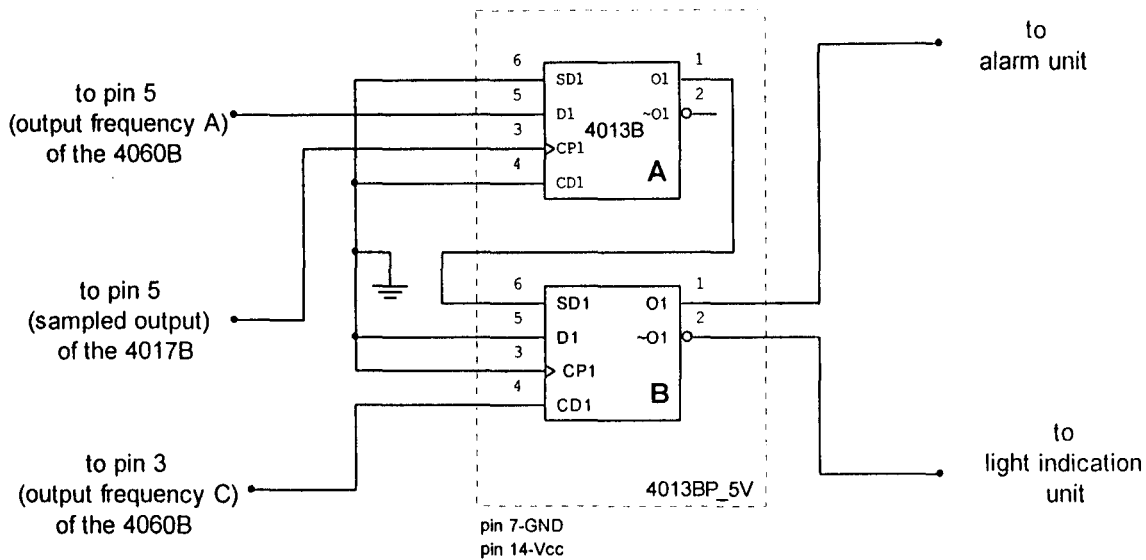 to pin 5
(output frequency A)
of the 4060B
to pin 5
(sampled output)
of the 4017B
to pin 3
(output frequency C)
of the 4060B
6
SD1
5
D1
3
CP1
4
CD1
4013B
A
1
O1
2
~O1
6
SD1
5
D1
3
CP1
4
CD1
B
1
O1
2
~O1
4013BP_5V
pin 7-GND
pin 14-Vcc
to
alarm unit
to
light indication
unit